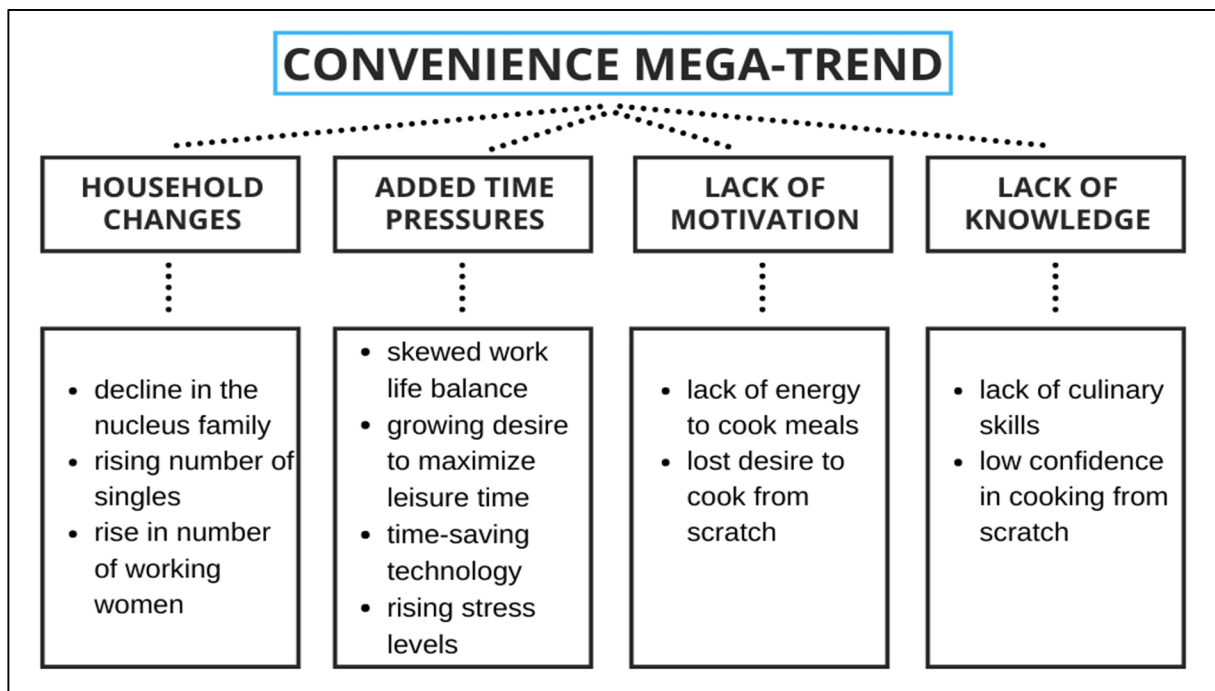 CONVENIENCE MEGA-TREND
HOUSEHOLD
CHANGES
ADDED TIME
PRESSURES
LACK OF
MOTIVATION
LACK OF
KNOWLEDGE
• decline in the
nucleus family
• rising number of
singles
• rise in number
of working
women
• skewed work
life balance
• growing desire
to maximize
leisure time
• time-saving
technology
• rising stress
levels
• lack of energy
to cook meals
• lost desire to
cook from
scratch
• lack of culinary
skills
• low confidence
in cooking from
scratch